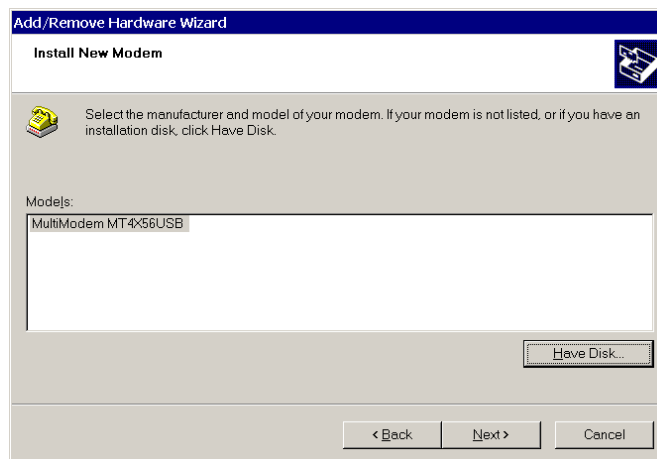 Add/Remove Hardware Wizard
Install New Modem
Select the manufacturer and model of your modem. If your modem is not listed, or if you have an
installation disk, click Have Disk.
Models:
MultiModem MT4X56USB
Have Disk...
< Back
Next >
Cancel